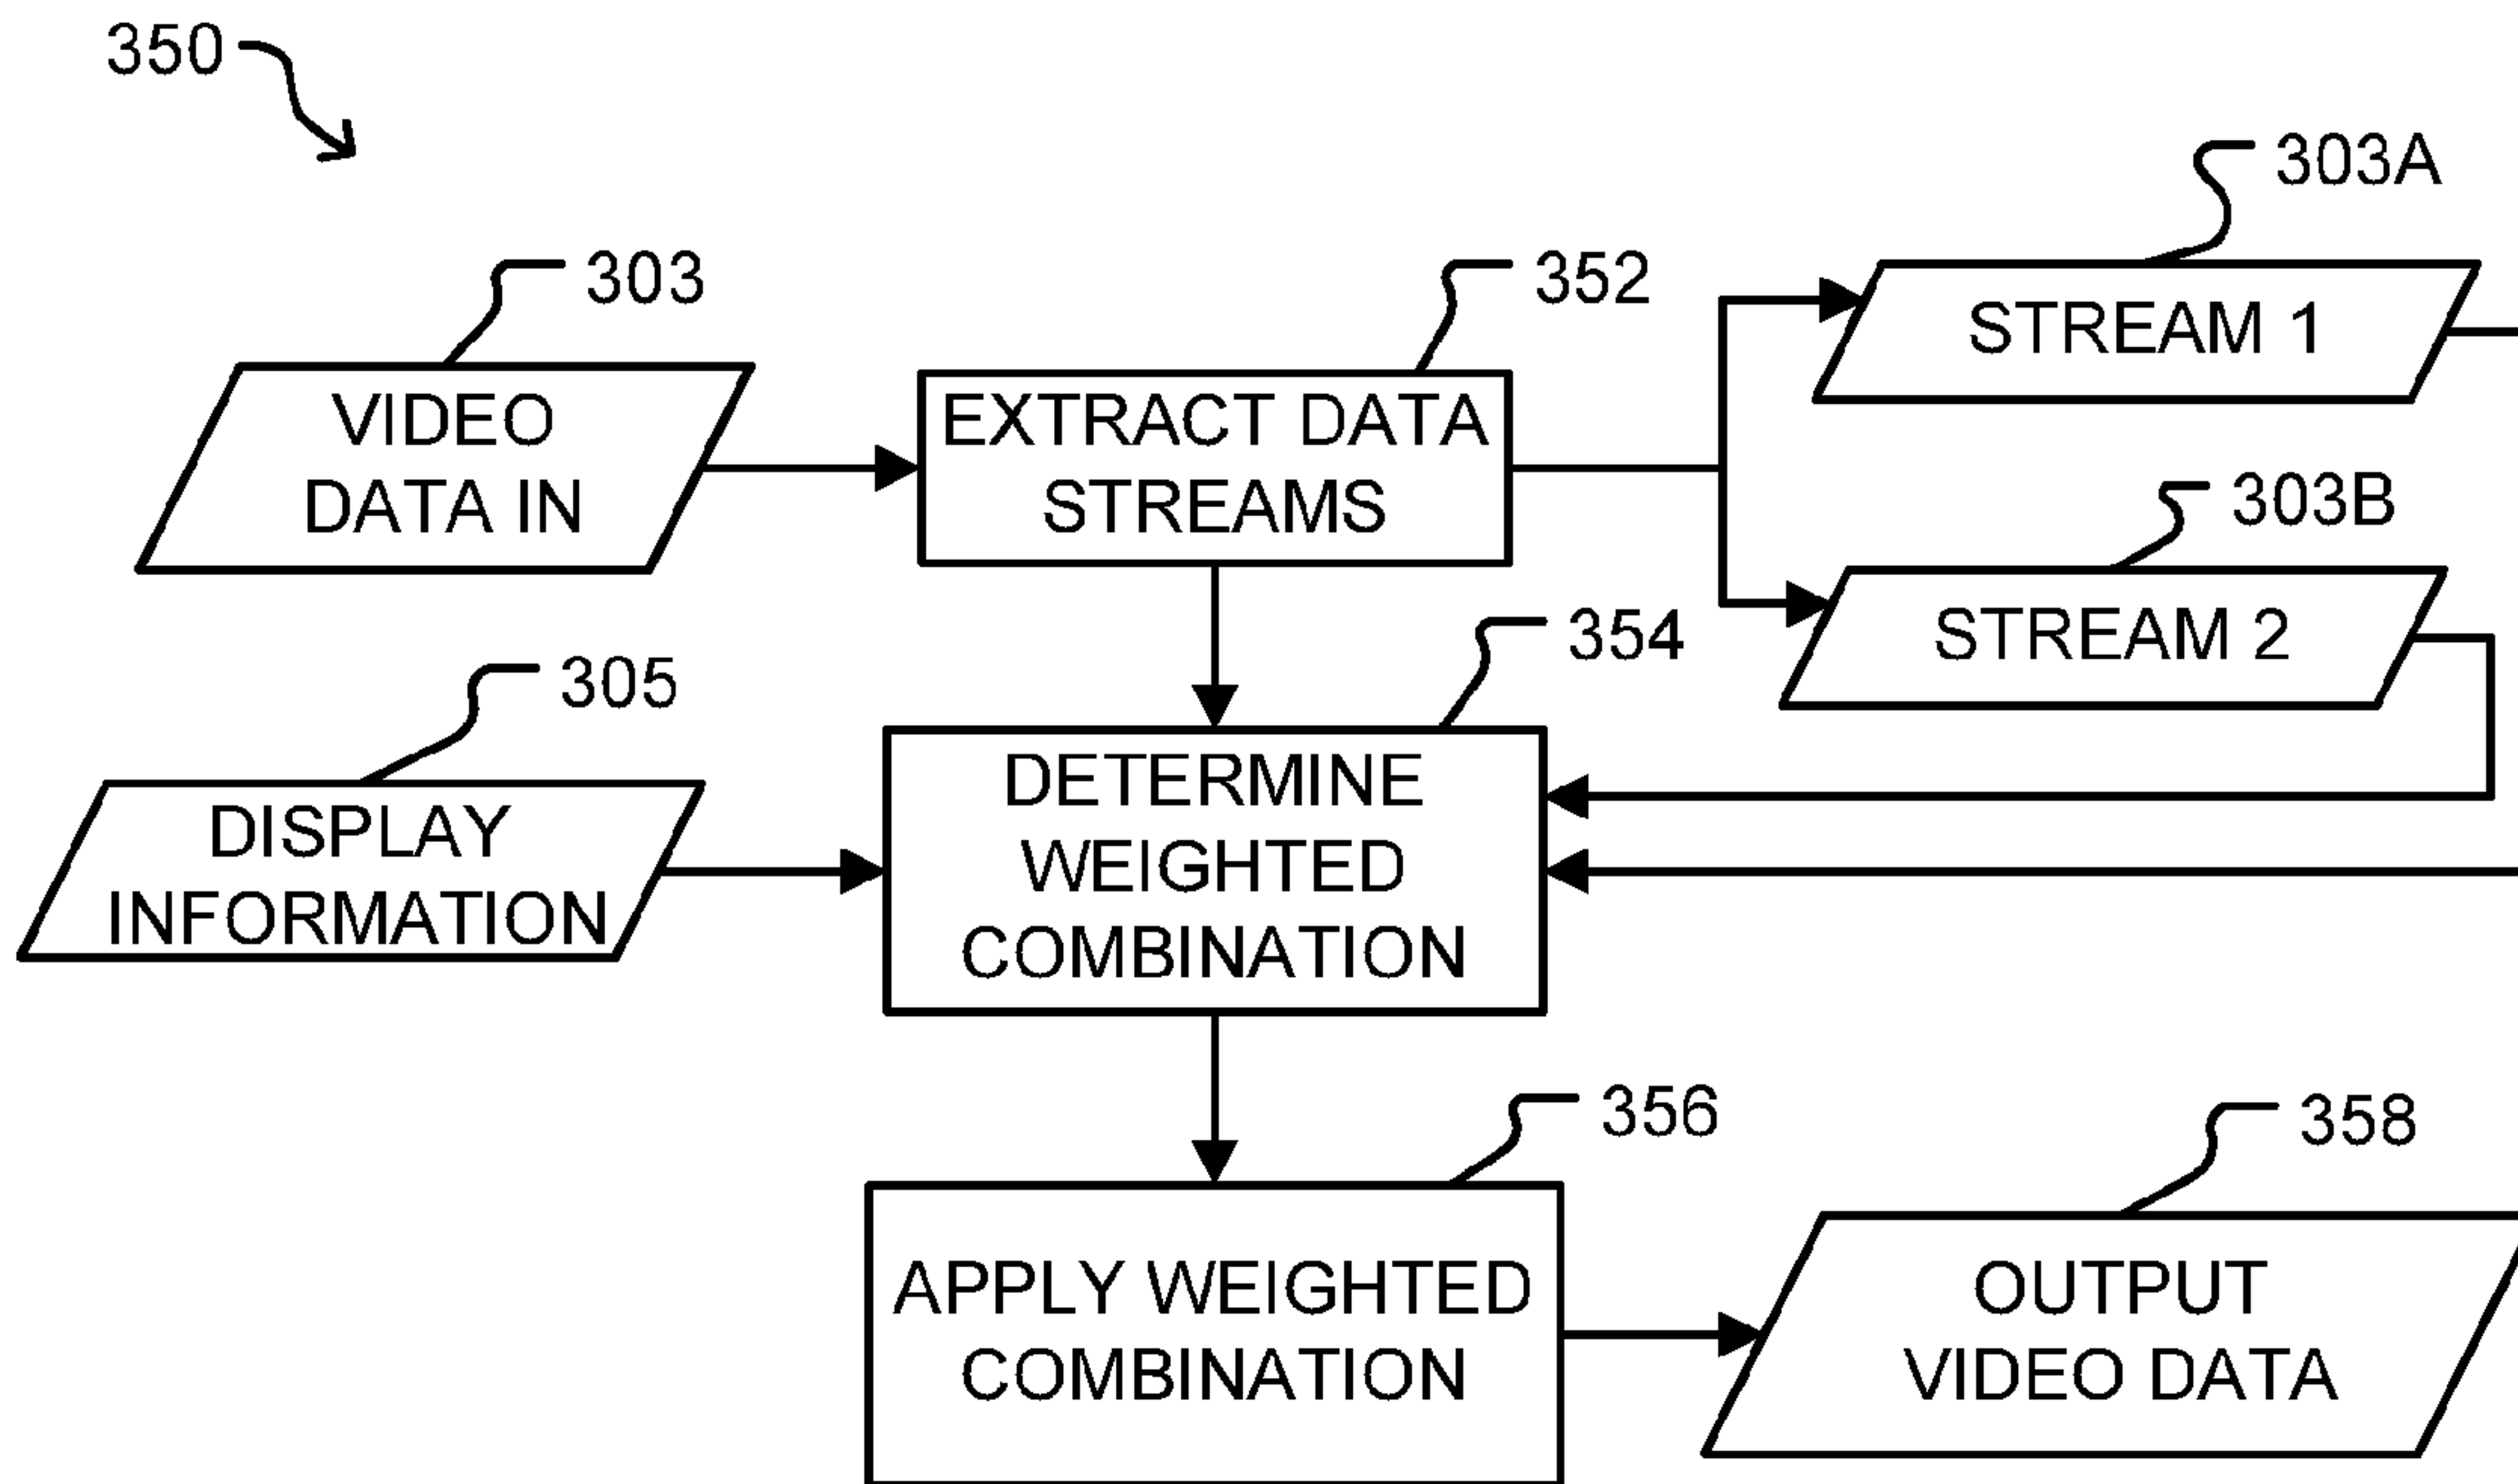 350
303A
303
352
STREAM 1
VIDEO
DATA IN
EXTRACT DATA
STREAMS
303B
STREAM 2
305
354
DISPLAY
INFORMATION
DETERMINE
WEIGHTED
COMBINATION
356
358
APPLY WEIGHTED
COMBINATION
OUTPUT
VIDEO DATA